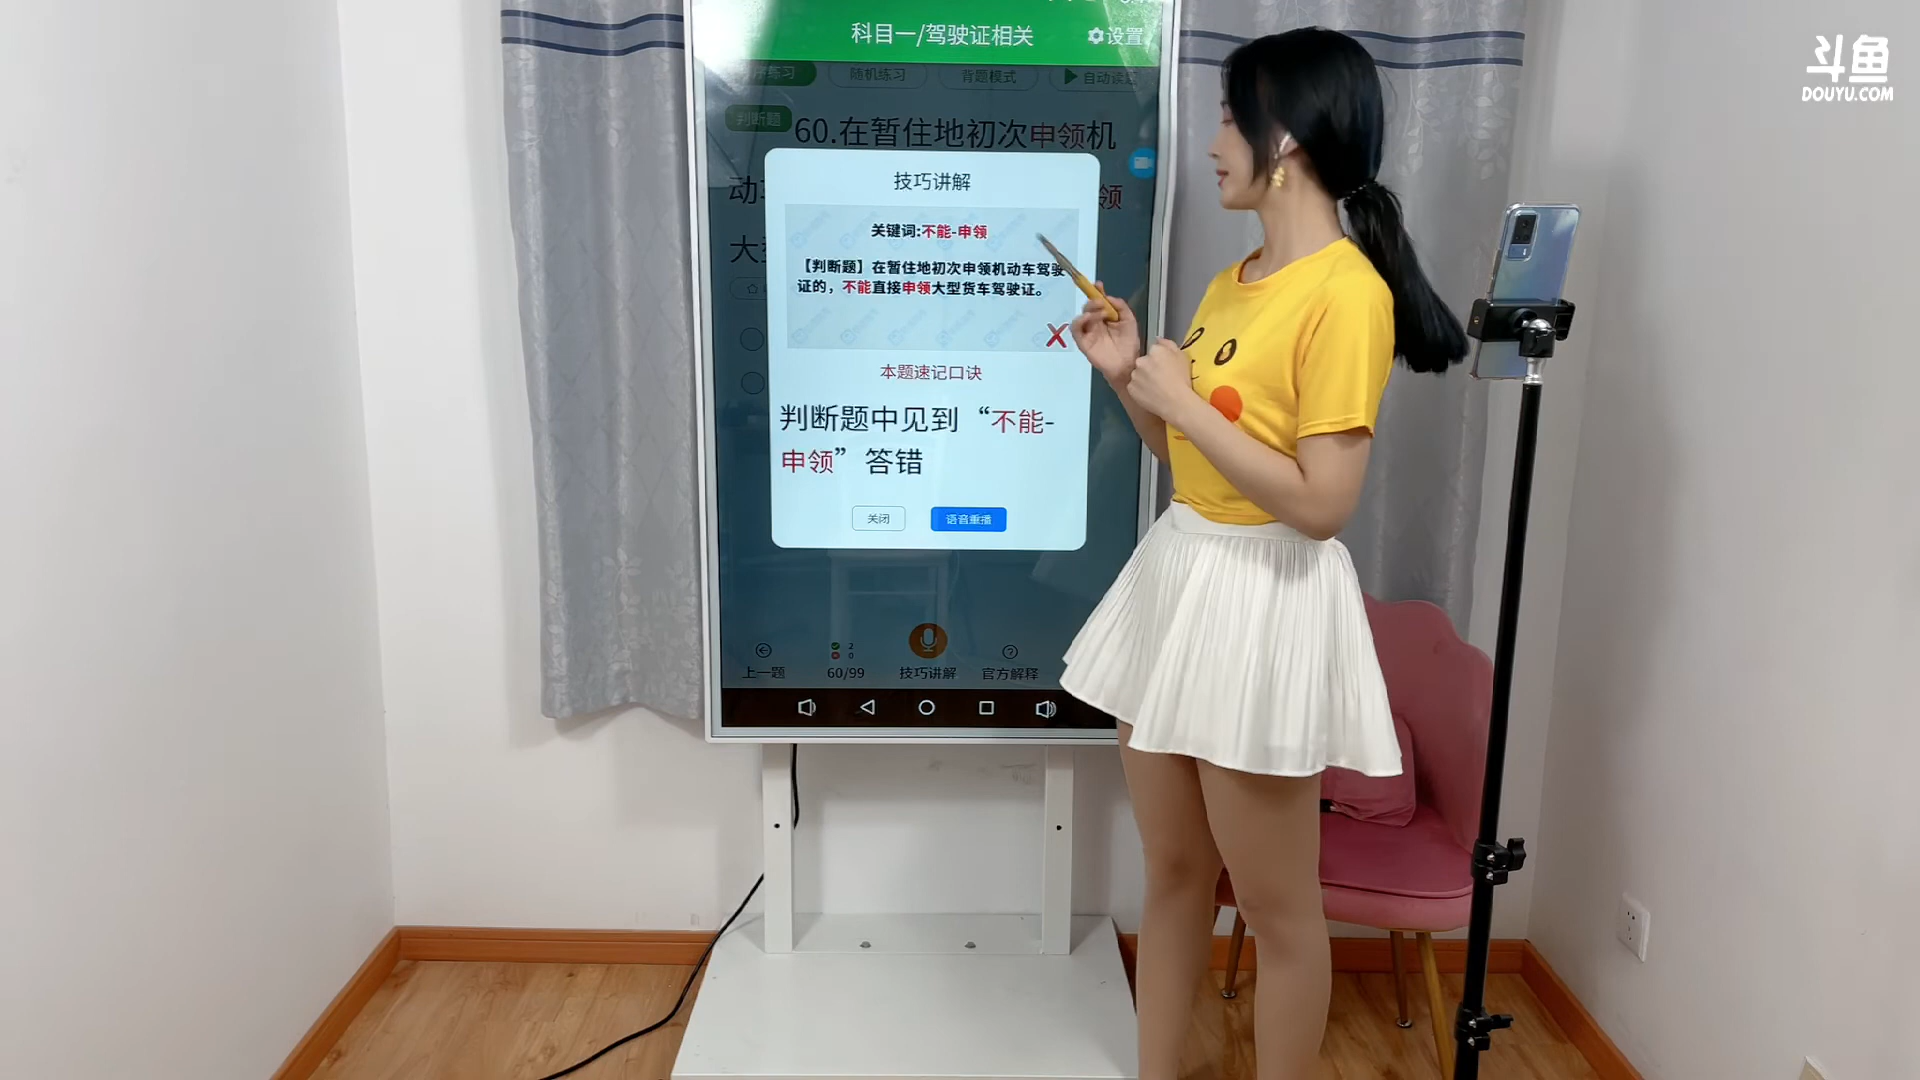 科目一/驾驶证相关
设置
斗鱼
DOUYU.COM
练习
随机练习
背题模式
自动读题
判断题
60.在暂住地初次申领机
动
领
大
技巧讲解
关键词:不能-申领
【判断题】在暂住地初次申领机动车驾驶
证的，不能直接申领大型货车驾驶证。
本题速记口诀
判断题中见到“不能-
申领”答错
关闭
语音重播
2
0
上一题
60/99
技巧讲解
官方解释